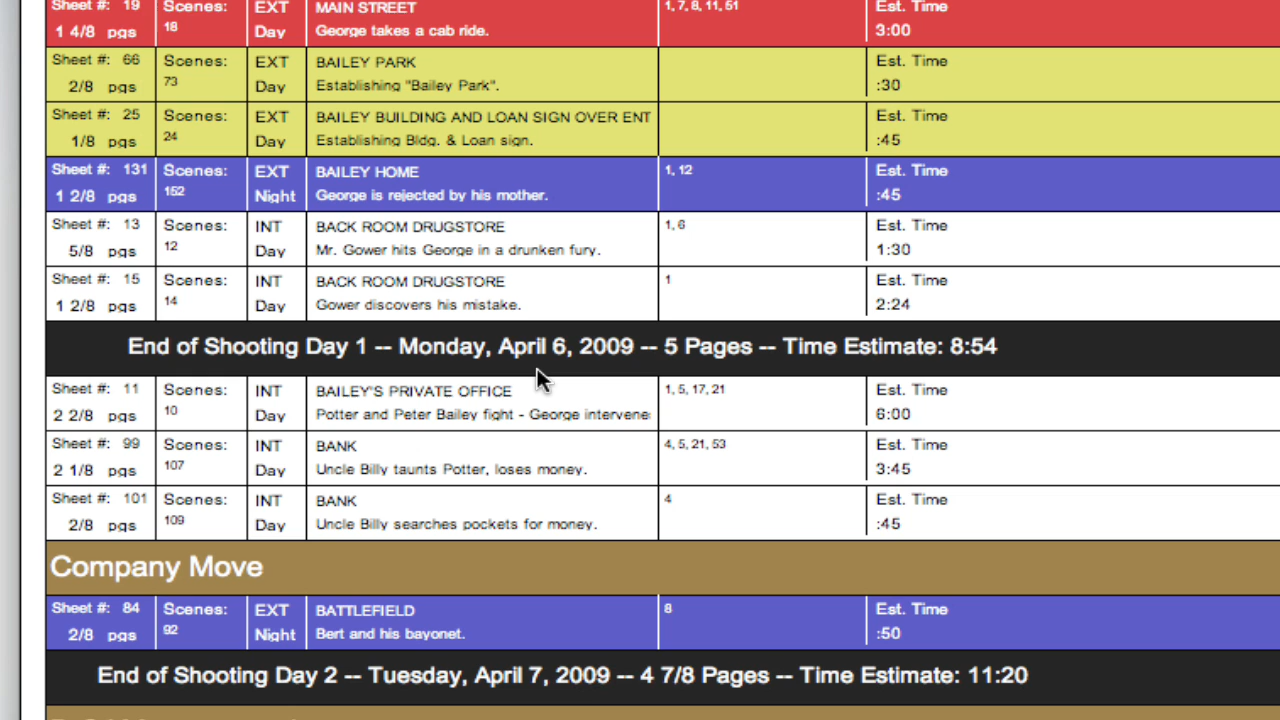 Sheet #: 19 Scenes: EXT MAIN STREET 1, 7, 8, 11, 51 Est. Time
1 4/8 pgs 18 Day George takes a cab ride. 3:00
Sheet #: 66 Scenes: EXT BAILEY PARK Est. Time
2/8 pgs 73 Day Establishing "Bailey Park". :30
Sheet #: 25 Scenes: EXT BAILEY BUILDING AND LOAN SIGN OVER ENT Est. Time
1/8 pgs 24 Day Establishing Bldg. & Loan sign. :45
Sheet #: 131 Scenes: EXT BAILEY HOME 1, 12 Est. Time
1 2/8 pgs 152 Night George is rejected by his mother. :45
Sheet #: 13 Scenes: INT BACK ROOM DRUGSTORE 1, 6 Est. Time
5/8 pgs 12 Day Mr. Gower hits George in a drunken fury. 1:30
Sheet #: 15 Scenes: INT BACK ROOM DRUGSTORE 1 Est. Time
1 2/8 pgs 14 Day Gower discovers his mistake. 2:24
End of Shooting Day 1 -- Monday, April 6, 2009 -- 5 Pages -- Time Estimate: 8:54
Sheet #: 11 Scenes: INT BAILEY'S PRIVATE OFFICE 1, 5, 17, 21 Est. Time
2 2/8 pgs 10 Day Potter and Peter Bailey fight - George intervene 6:00
Sheet #: 99 Scenes: INT BANK 4, 5, 21, 53 Est. Time
2 1/8 pgs 107 Day Uncle Billy taunts Potter, loses money. 3:45
Sheet #: 101 Scenes: INT BANK 4 Est. Time
2/8 pgs 109 Day Uncle Billy searches pockets for money. :45
Company Move
Sheet #: 84 Scenes: EXT BATTLEFIELD 8 Est. Time
2/8 pgs 92 Night Bert and his bayonet. :50
End of Shooting Day 2 -- Tuesday, April 7, 2009 -- 4 7/8 Pages -- Time Estimate: 11:20